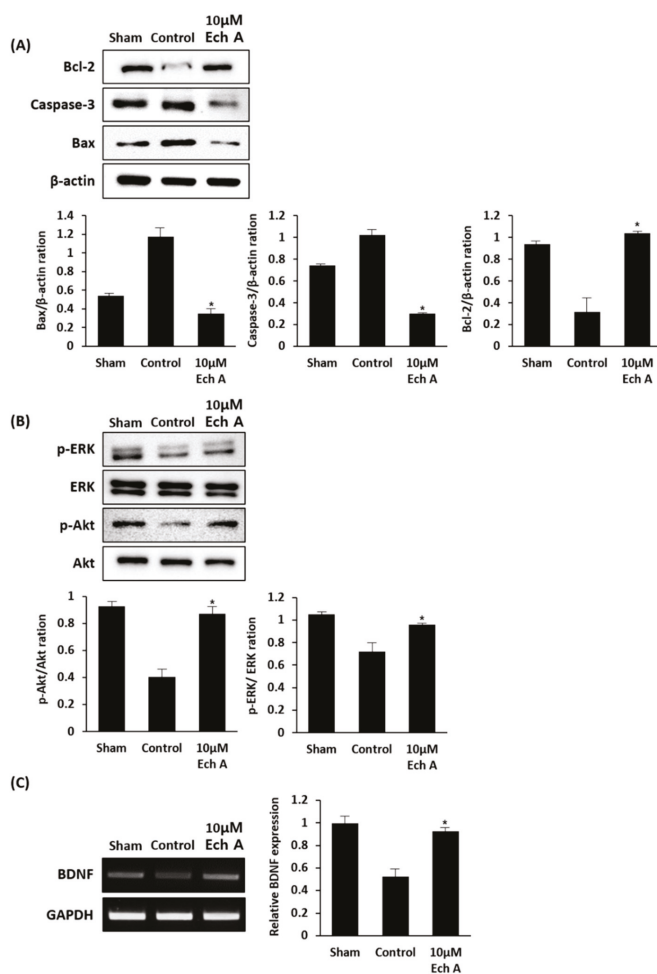 (A)
Sham Control 10µM Ech A
Bcl-2
Caspase-3
Bax
β-actin
Bax/β-actin ration
1.4
1.2
1
0.8
0.6
0.4
0.2
0
Sham Control 10µM Ech A
*
Caspase-3/β-actin ration
1.2
1
0.8
0.6
0.4
0.2
0
Sham Control 10µM Ech A
*
Bcl-2/β-actin ration
1.2
1
0.8
0.6
0.4
0.2
0
Sham Control 10µM Ech A
*
(B)
Sham Control 10µM Ech A
p-ERK
ERK
p-Akt
Akt
p-Akt/Akt ration
1
0.8
0.6
0.4
0.2
0
Sham Control 10µM Ech A
*
p-ERK/ ERK ration
1.2
1
0.8
0.6
0.4
0.2
0
Sham Control 10µM Ech A
*
(C)
Sham Control 10µM Ech A
BDNF
GAPDH
Relative BDNF expression
1.2
1
0.8
0.6
0.4
0.2
0
Sham Control 10µM Ech A
*